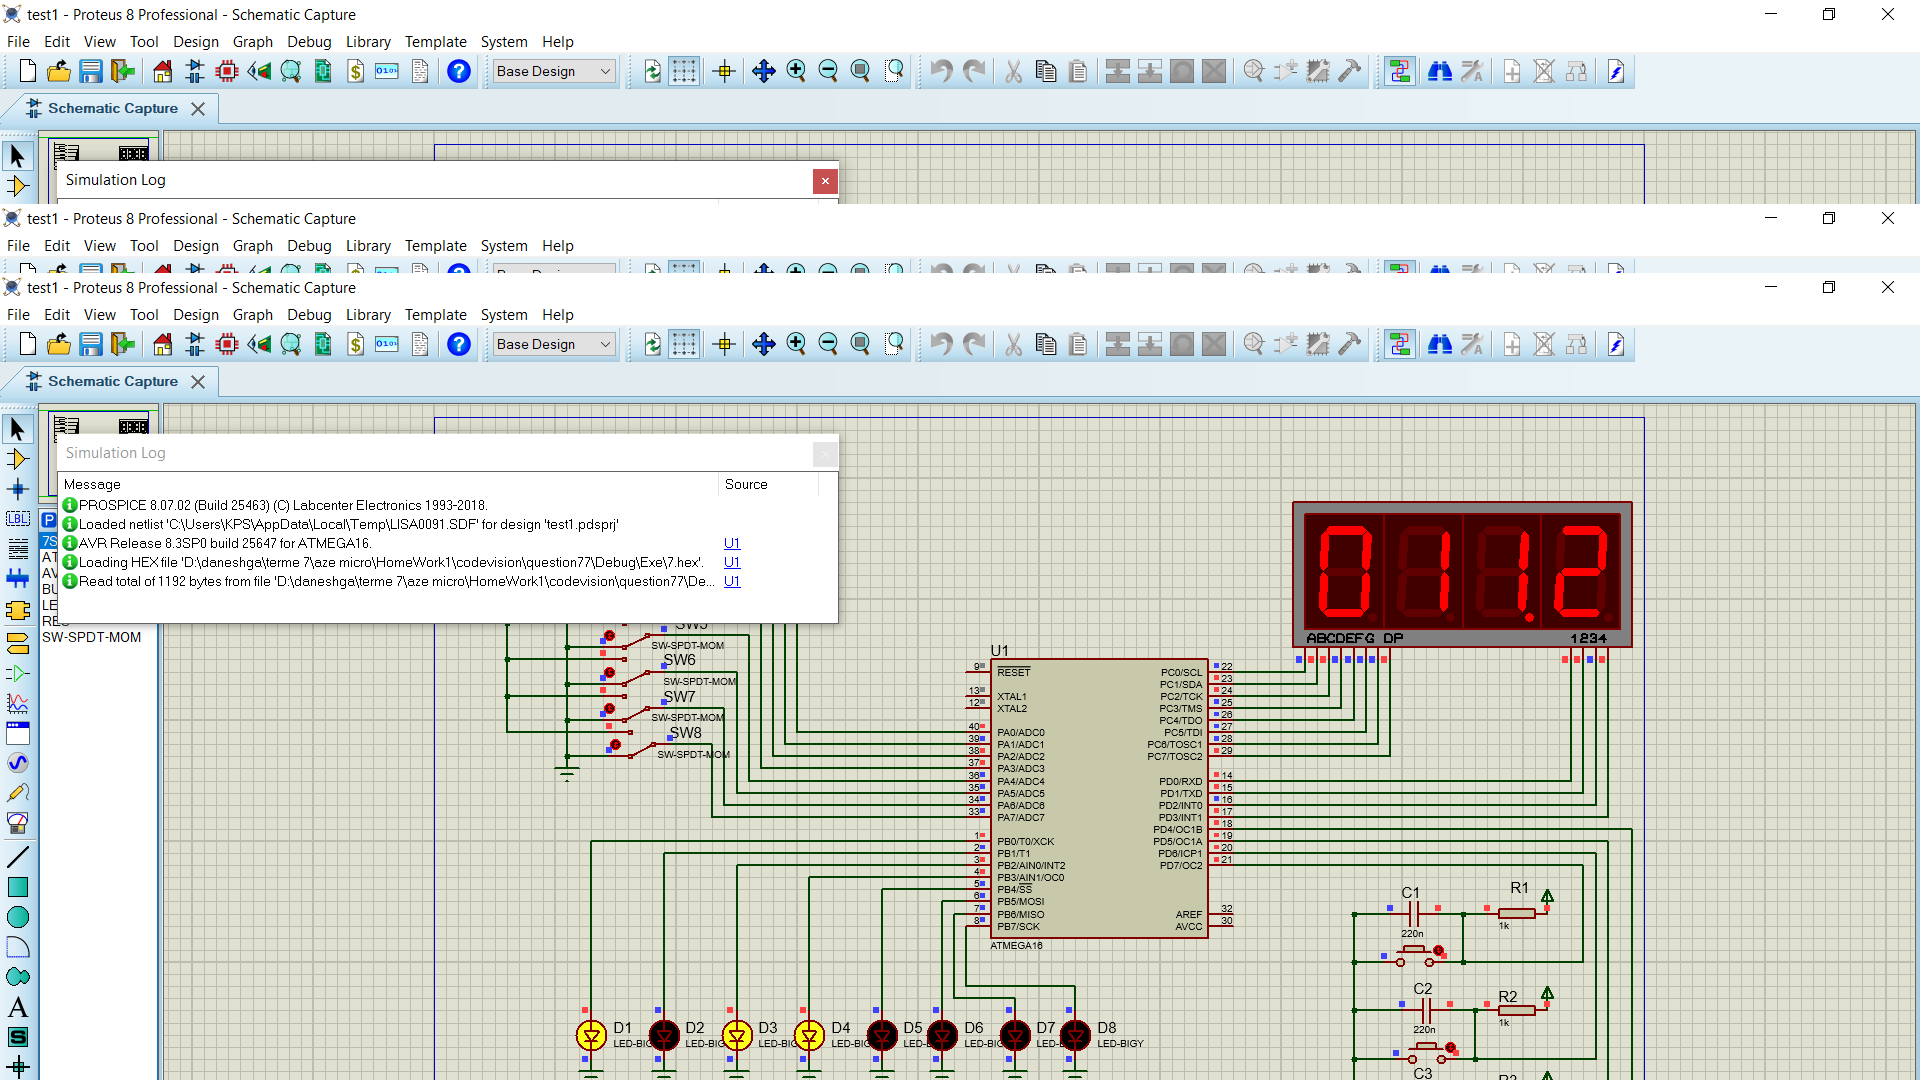 test1 - Proteus 8 Professional - Schematic Capture
File Edit View Tool Design Graph Debug Library Template System Help
Base Design
Schematic Capture
Simulation Log
test1 - Proteus 8 Professional - Schematic Capture
File Edit View Tool Design Graph Debug Library Template System Help
test1 - Proteus 8 Professional - Schematic Capture
File Edit View Tool Design Graph Debug Library Template System Help
Base Design
Schematic Capture
Simulation Log
Message Source
PROSPICE 8.07.02 (Build 25463) (C) Labcenter Electronics 1993-2018.
Loaded netlist 'C:\Users\KPS\AppData\Local\Temp\LISA0091.SDF' for design 'test1.pdsprj'
AVR Release 8.3SP0 build 25647 for ATMEGA16. U1
Loading HEX file 'D:\daneshga\terme 7\aze micro\HomeWork1\codevision\question77\Debug\Exe\7.hex'. U1
Read total of 1192 bytes from file 'D:\daneshga\terme 7\aze micro\HomeWork1\codevision\question77\De... U1
LBL
P
7S
AT
AV
BU
LE
SW-SPDT-MOM
A
S
SW-SPDT-MOM
SW6
SW-SPDT-MOM
SW7
SW-SPDT-MOM
SW8
SW-SPDT-MOM
011.2
ABCDEFG DP 1234
U1
9 RESET PC0/SCL 22
PC1/SDA 23
13 XTAL1 PC2/TCK 24
12 XTAL2 PC3/TMS 25
PC4/TDO 26
40 PA0/ADC0 PC5/TDI 27
39 PA1/ADC1 PC6/TOSC1 28
38 PA2/ADC2 PC7/TOSC2 29
37 PA3/ADC3
36 PA4/ADC4 PD0/RXD 14
35 PA5/ADC5 PD1/TXD 15
34 PA6/ADC6 PD2/INT0 16
33 PA7/ADC7 PD3/INT1 17
PD4/OC1B 18
1 PB0/T0/XCK PD5/OC1A 19
2 PB1/T1 PD6/ICP1 20
3 PB2/AIN0/INT2 PD7/OC2 21
4 PB3/AIN1/OC0
5 PB4/SS
6 PB5/MOSI
7 PB6/MISO AREF 32
8 PB7/SCK AVCC 30
ATMEGA16
C1 R1
220n 1k
C2 R2
220n 1k
C3
D1 D2 D3 D4 D5 D6 D7 D8
LED-BIGY